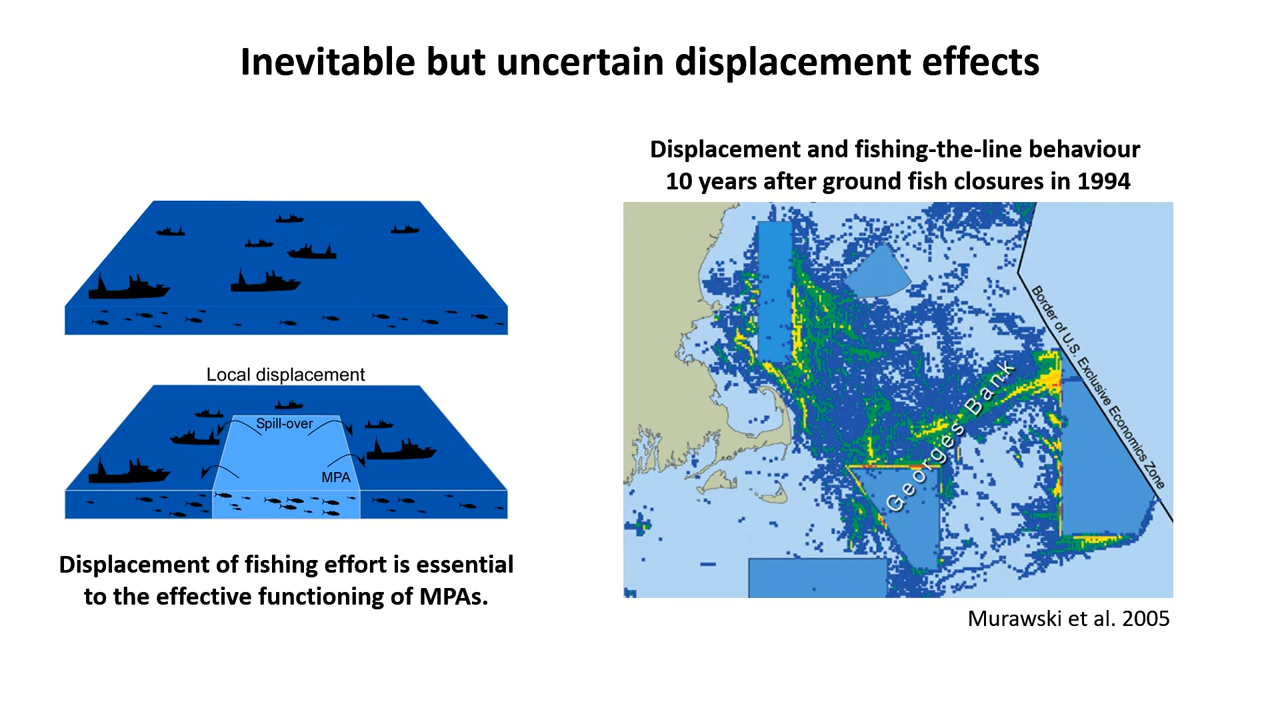 Inevitable but uncertain displacement effects
Displacement and fishing-the-line behaviour
10 years after ground fish closures in 1994
Local displacement
Spill-over
MPA
Displacement of fishing effort is essential
to the effective functioning of MPAs.
Georges Bank
Border of U.S. Exclusive Economics Zone
Murawski et al. 2005